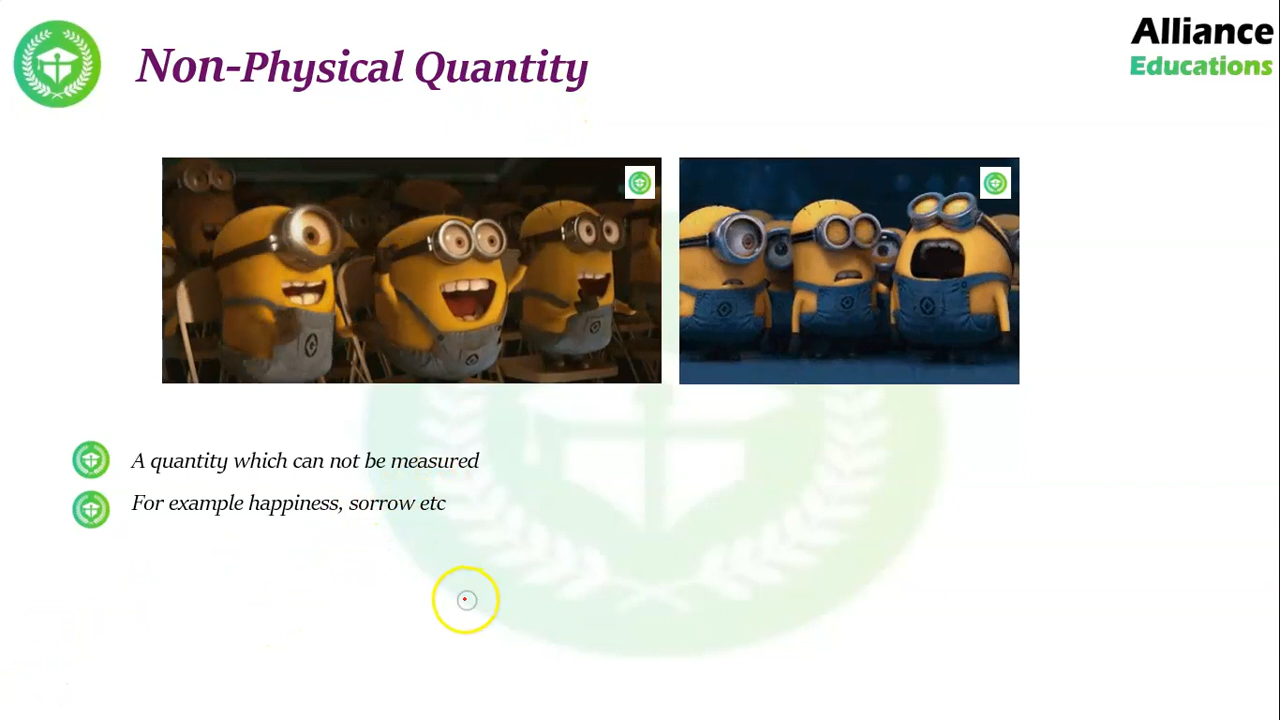 Non-Physical Quantity
Alliance
Educations
A quantity which can not be measured
For example happiness, sorrow etc